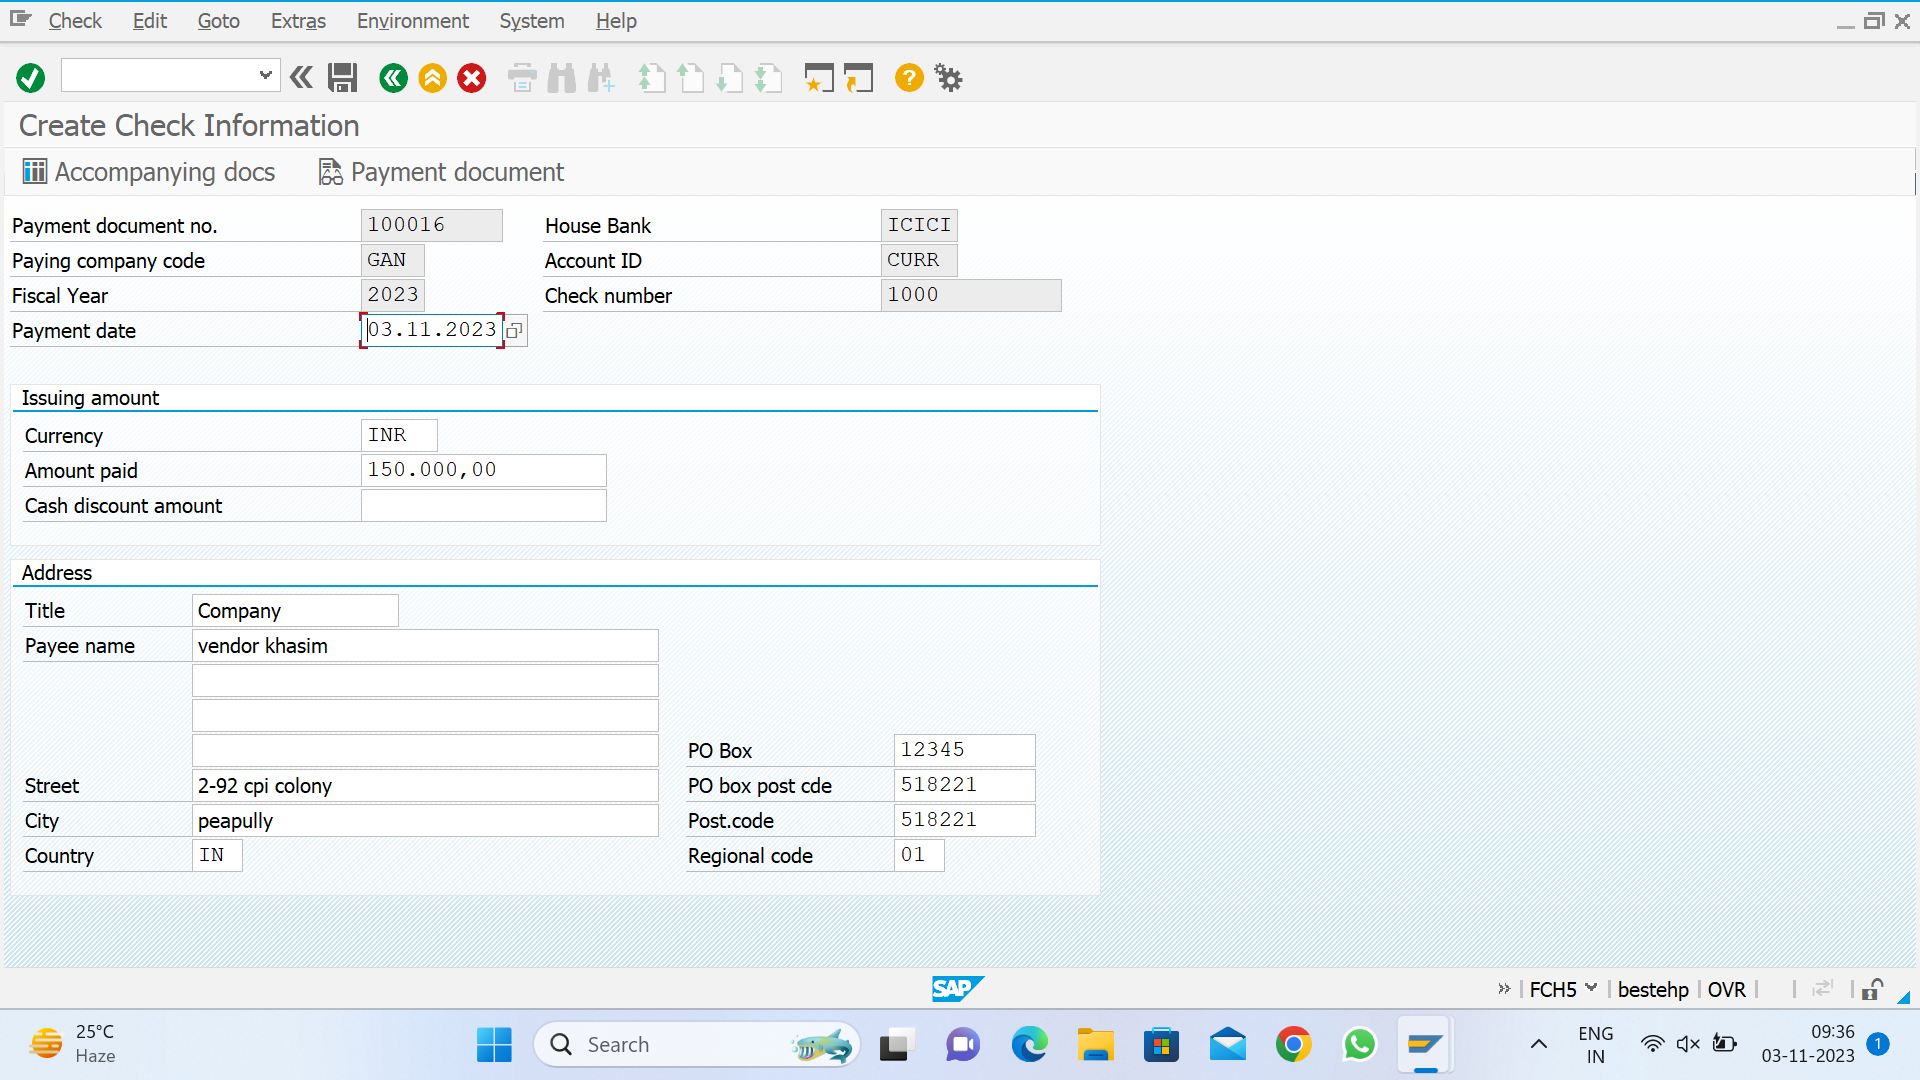 Check Edit Goto Extras Environment System Help
Create Check Information
Accompanying docs Payment document
Payment document no. 100016 House Bank ICICI
Paying company code GAN Account ID CURR
Fiscal Year 2023 Check number 1000
Payment date 03.11.2023
Issuing amount
Currency INR
Amount paid 150.000,00
Cash discount amount
Address
Title Company
Payee name vendor khasim
PO Box 12345
Street 2-92 cpi colony PO box post cde 518221
City peapully Post.code 518221
Country IN Regional code 01
SAP FCH5 bestehp OVR
25°C
Haze
Search
ENG
IN
09:36
03-11-2023
1